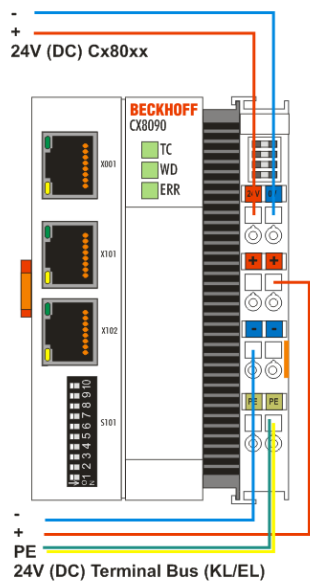 -
+
24V (DC) Cx80xx
BECKHOFF
CX8090
TC
WD
ERR
X001
X101
X102
S101
1 2 3 4 5 6 7 8 9 10
24V 0V
+ +
- -
PE PE
-
+
PE
24V (DC) Terminal Bus (KL/EL)